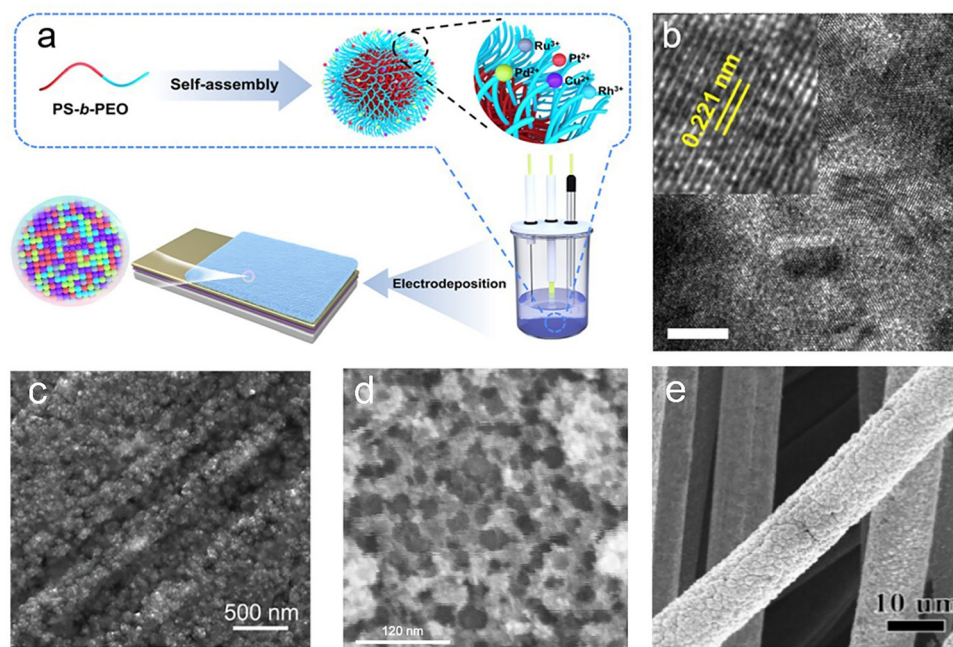 a
Self-assembly
PS-b-PEO
Ru³⁺
Pt²⁺
Pd²⁺
Cu²⁺
Rh³⁺
Electrodeposition
b
0.221 nm
c
500 nm
d
120 nm
e
10 um